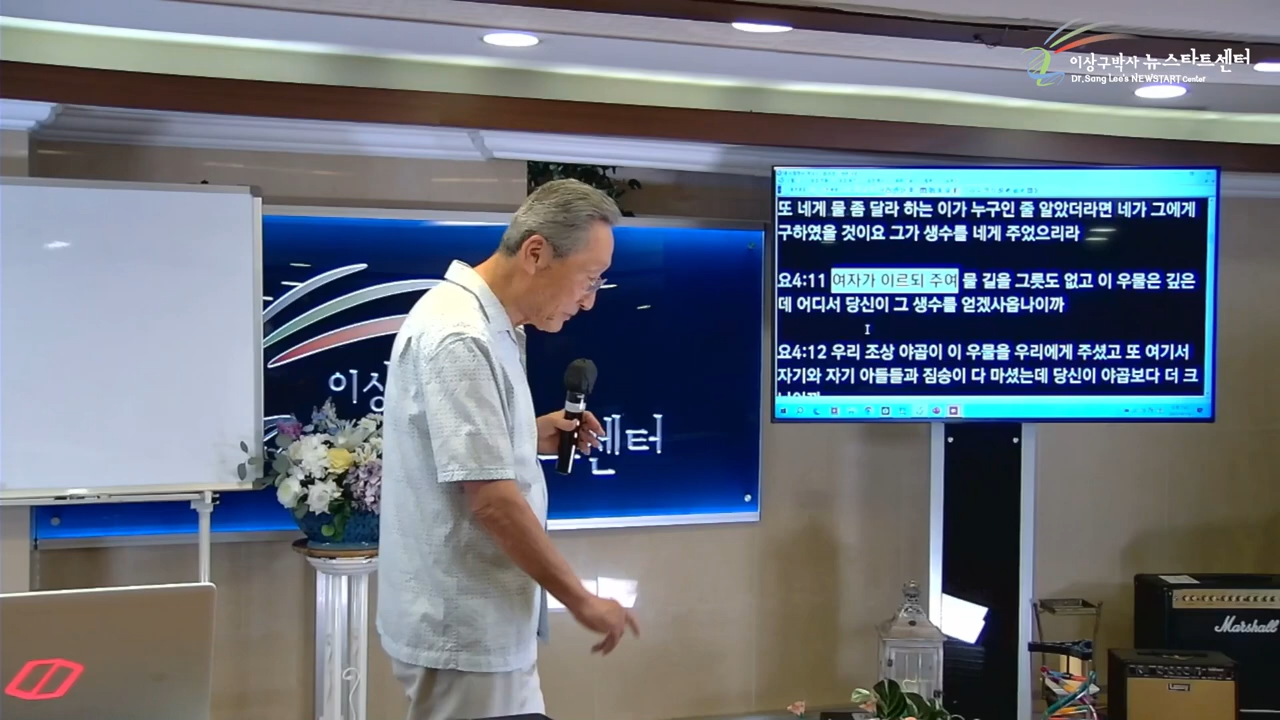 이상구박사 뉴스타트센터
Dr. Sang Lee's NEWSTART Center
또 네게 물 좀 달라 하는 이가 누구인 줄 알았더라면 네가 그에게
구하였을 것이요 그가 생수를 네게 주었으리라
요4:11 여자가 이르되 주여 물 길을 그릇도 없고 이 우물은 깊은
데 어디서 당신이 그 생수를 얻겠사옵나이까
요4:12 우리 조상 야곱이 이 우물을 우리에게 주셨고 또 여기서
자기와 자기 아들들과 짐승이 다 마셨는데 당신이 야곱보다 더 크
이상
센터
Marshall
Laney